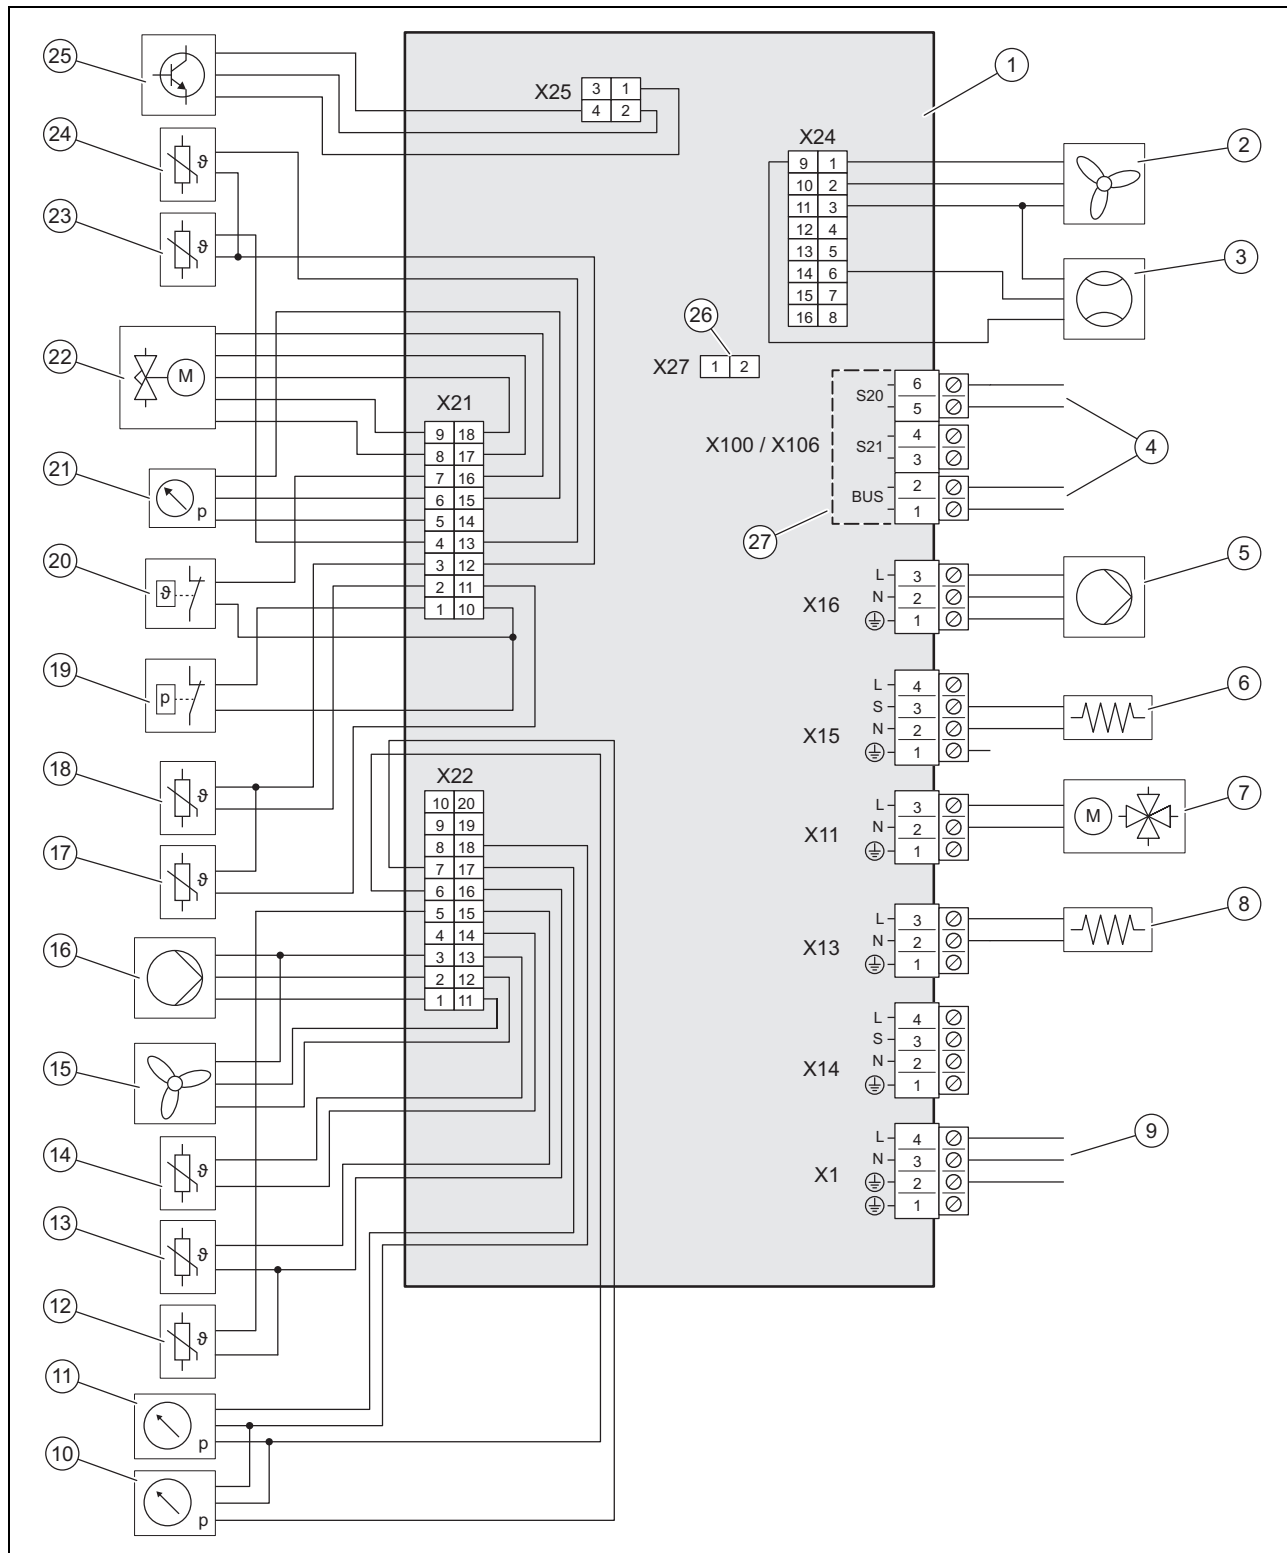 25
24
23
22
M
21
p
20
ϑ
19
p
18
ϑ
17
ϑ
16
15
14
ϑ
13
ϑ
12
ϑ
11
p
10
p
ϑ
ϑ
X25
3 1
4 2
X24
9 1
10 2
11 3
12 4
13 5
14 6
15 7
16 8
26
X27
1 2
X21
9 18
8 17
7 16
6 15
5 14
4 13
3 12
2 11
1 10
X22
10 20
9 19
8 18
7 17
6 16
5 15
4 14
3 13
2 12
1 11
1
2
3
X100 / X106
S20
6
5
S21
4
3
BUS
2
1
27
4
X16
L 3
N 2
1
5
X15
L 4
S 3
N 2
1
6
X11
L 3
N 2
1
M
7
X13
L 3
N 2
1
8
X14
L 4
S 3
N 2
1
X1
L 4
N 3
2
1
9